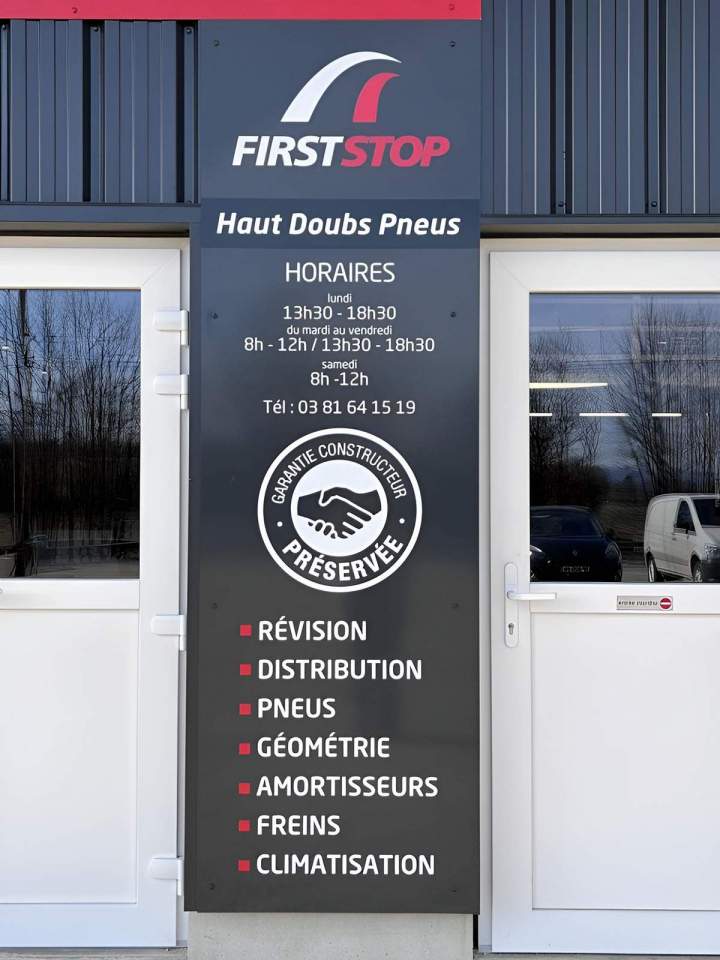 FIRSTSTOP
Haut Doubs Pneus
HORAIRES
lundi
13h30 - 18h30
du mardi au vendredi
8h - 12h / 13h30 - 18h30
samedi
8h -12h
Tél : 03 81 64 15 19
GARANTIE CONSTRUCTEUR
PRÉSERVÉE
RÉVISION
DISTRIBUTION
PNEUS
GÉOMÉTRIE
AMORTISSEURS
FREINS
CLIMATISATION